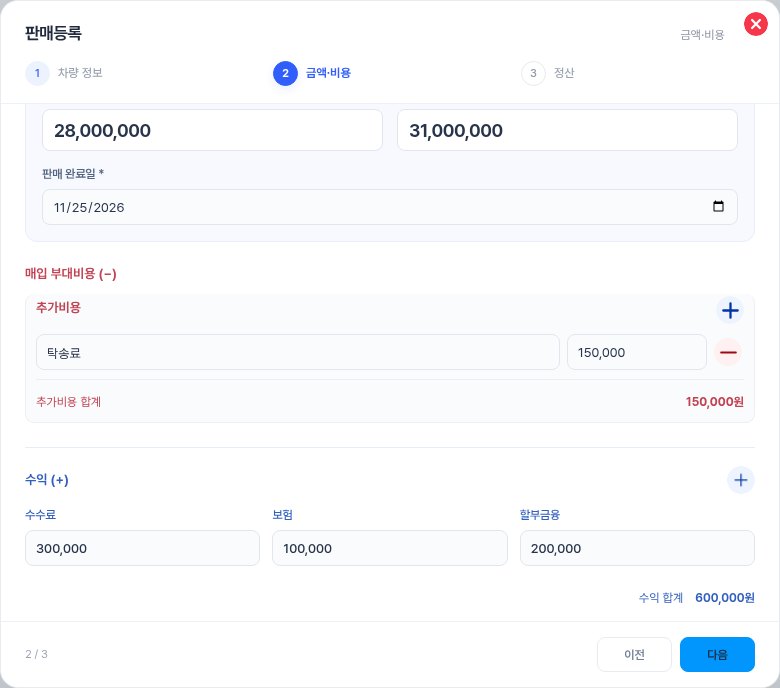 판매등록
금액·비용
1 차량 정보
2 금액·비용
3 정산
28,000,000 31,000,000
판매 완료일 *
11/25/2026
매입 부대비용 (−)
추가비용
탁송료 150,000
추가비용 합계 150,000원
수익 (+)
수수료 보험 할부금융
300,000 100,000 200,000
수익 합계 600,000원
2 / 3 이전 다음